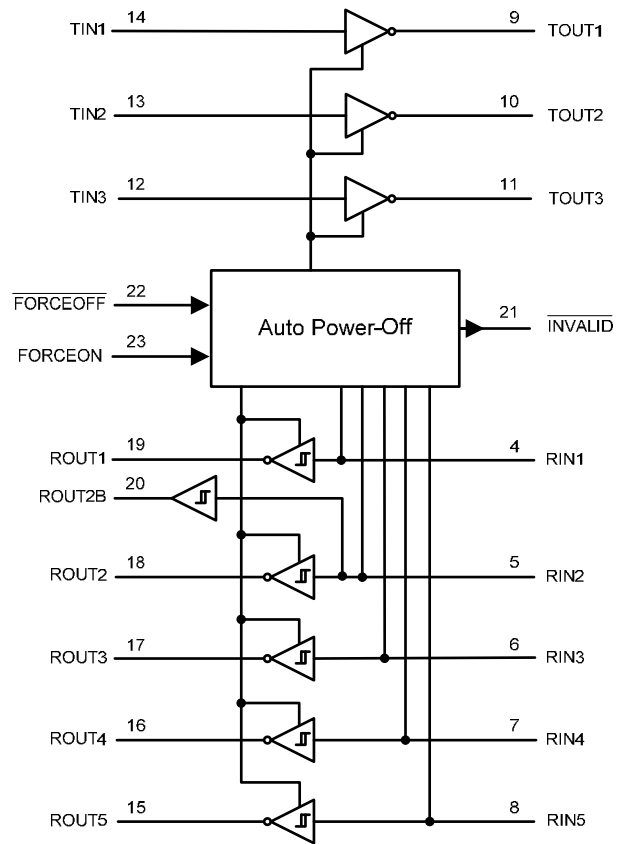 TIN1 14 9 TOUT1
TIN2 13 10 TOUT2
TIN3 12 11 TOUT3
FORCEOFF 22
Auto Power-Off
21 INVALID
FORCEON 23
ROUT1 19 4 RIN1
ROUT2B 20
ROUT2 18 5 RIN2
ROUT3 17 6 RIN3
ROUT4 16 7 RIN4
ROUT5 15 8 RIN5